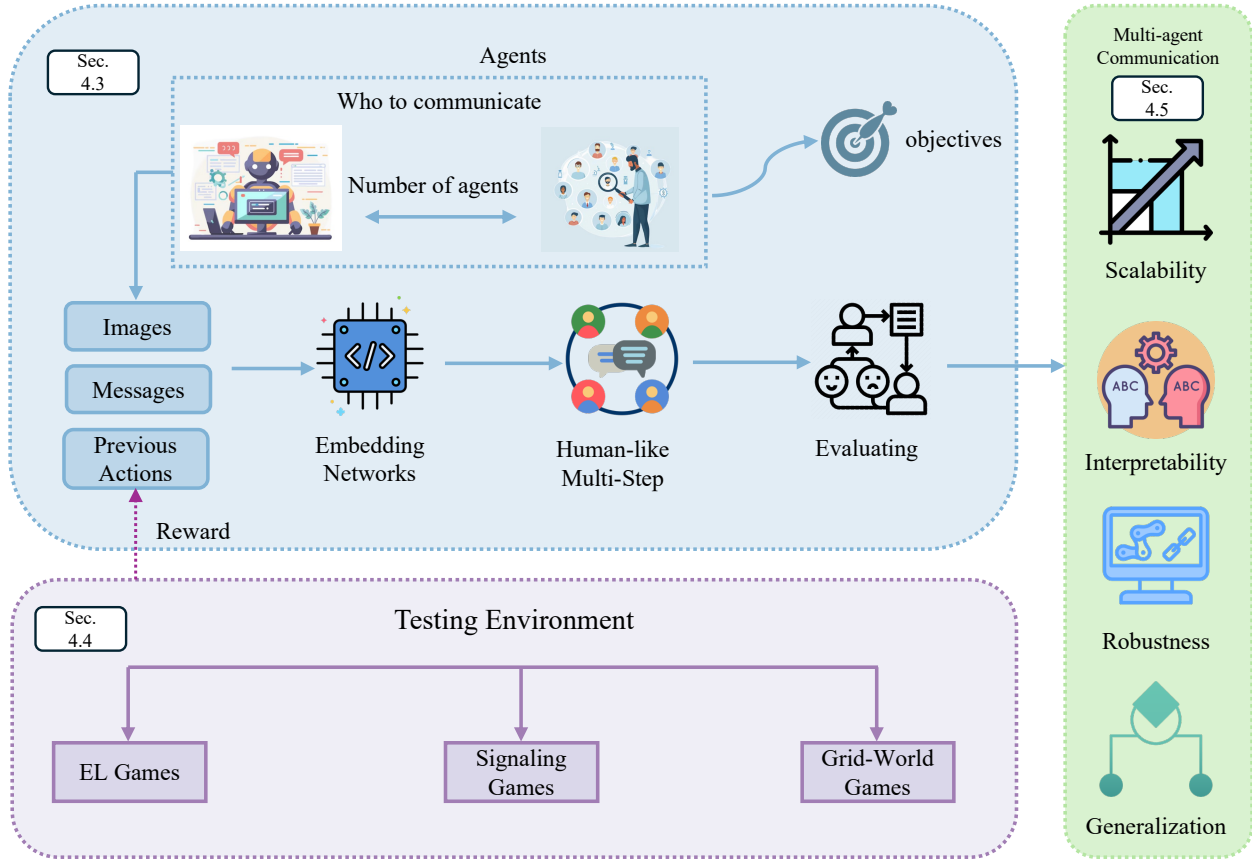 Sec.
4.3
Agents
Who to communicate
Number of agents
objectives
Images
Messages
Previous
Actions
Embedding
Networks
Human-like
Multi-Step
Evaluating
Reward
Sec.
4.4
Testing Environment
EL Games
Signaling
Games
Grid-World
Games
Multi-agent
Communication
Sec.
4.5
Scalability
ABC
ABC
Interpretability
Robustness
Generalization